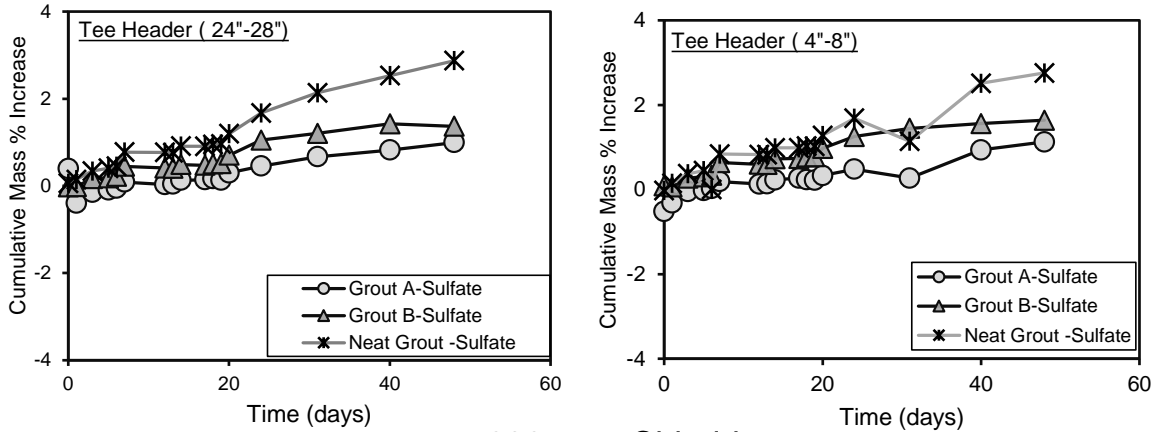 Tee Header ( 24"-28")
Cumulative Mass % Increase
4
2
0
-2
-4
Grout A-Sulfate
Grout B-Sulfate
Neat Grout -Sulfate
0
20
40
60
Time (days)
Tee Header ( 4"-8")
Cumulative Mass % Increase
4
2
0
-2
-4
Grout A-Sulfate
Grout B-Sulfate
Neat Grout -Sulfate
0
20
40
60
Time (days)